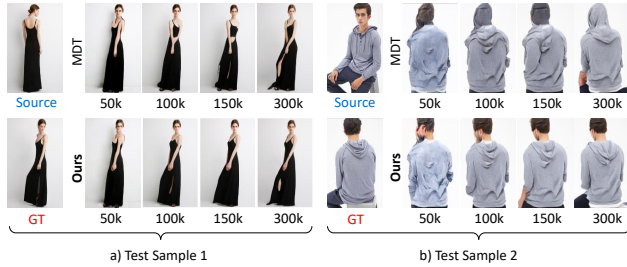 MDT
Source 50k 100k 150k 300k
Ours
GT 50k 100k 150k 300k
a) Test Sample 1
MDT
Source 50k 100k 150k 300k
Ours
GT 50k 100k 150k 300k
b) Test Sample 2